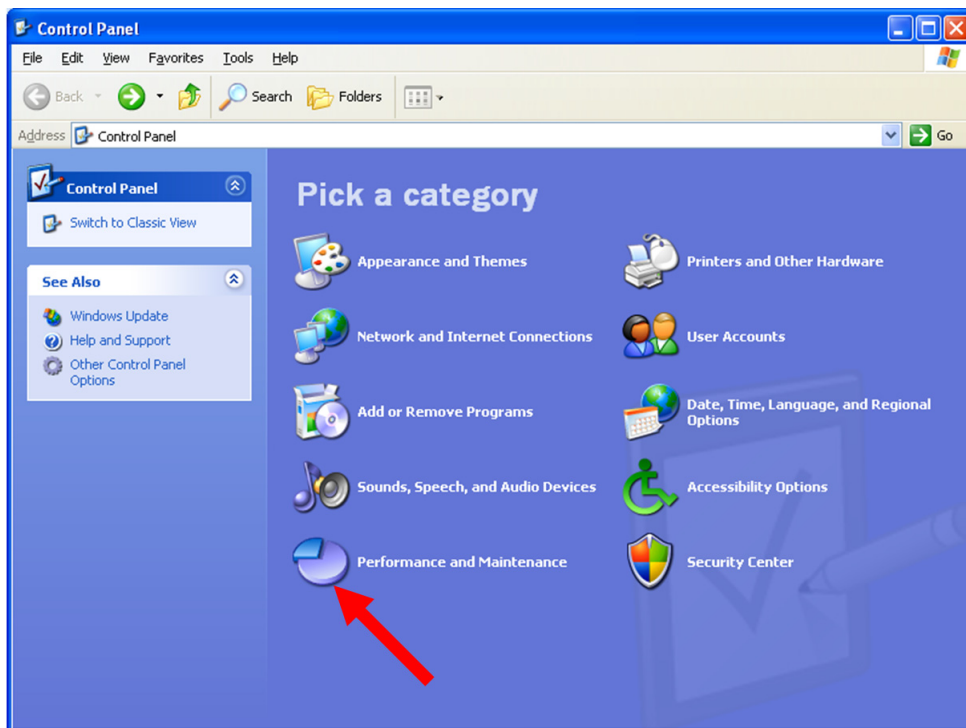 Control Panel
File Edit View Favorites Tools Help
Back Search Folders
Address Control Panel Go
Control Panel
Switch to Classic View
See Also
Windows Update
Help and Support
Other Control Panel
Options
Pick a category
Appearance and Themes
Printers and Other Hardware
Network and Internet Connections
User Accounts
Add or Remove Programs
Date, Time, Language, and Regional
Options
Sounds, Speech, and Audio Devices
Accessibility Options
Performance and Maintenance
Security Center